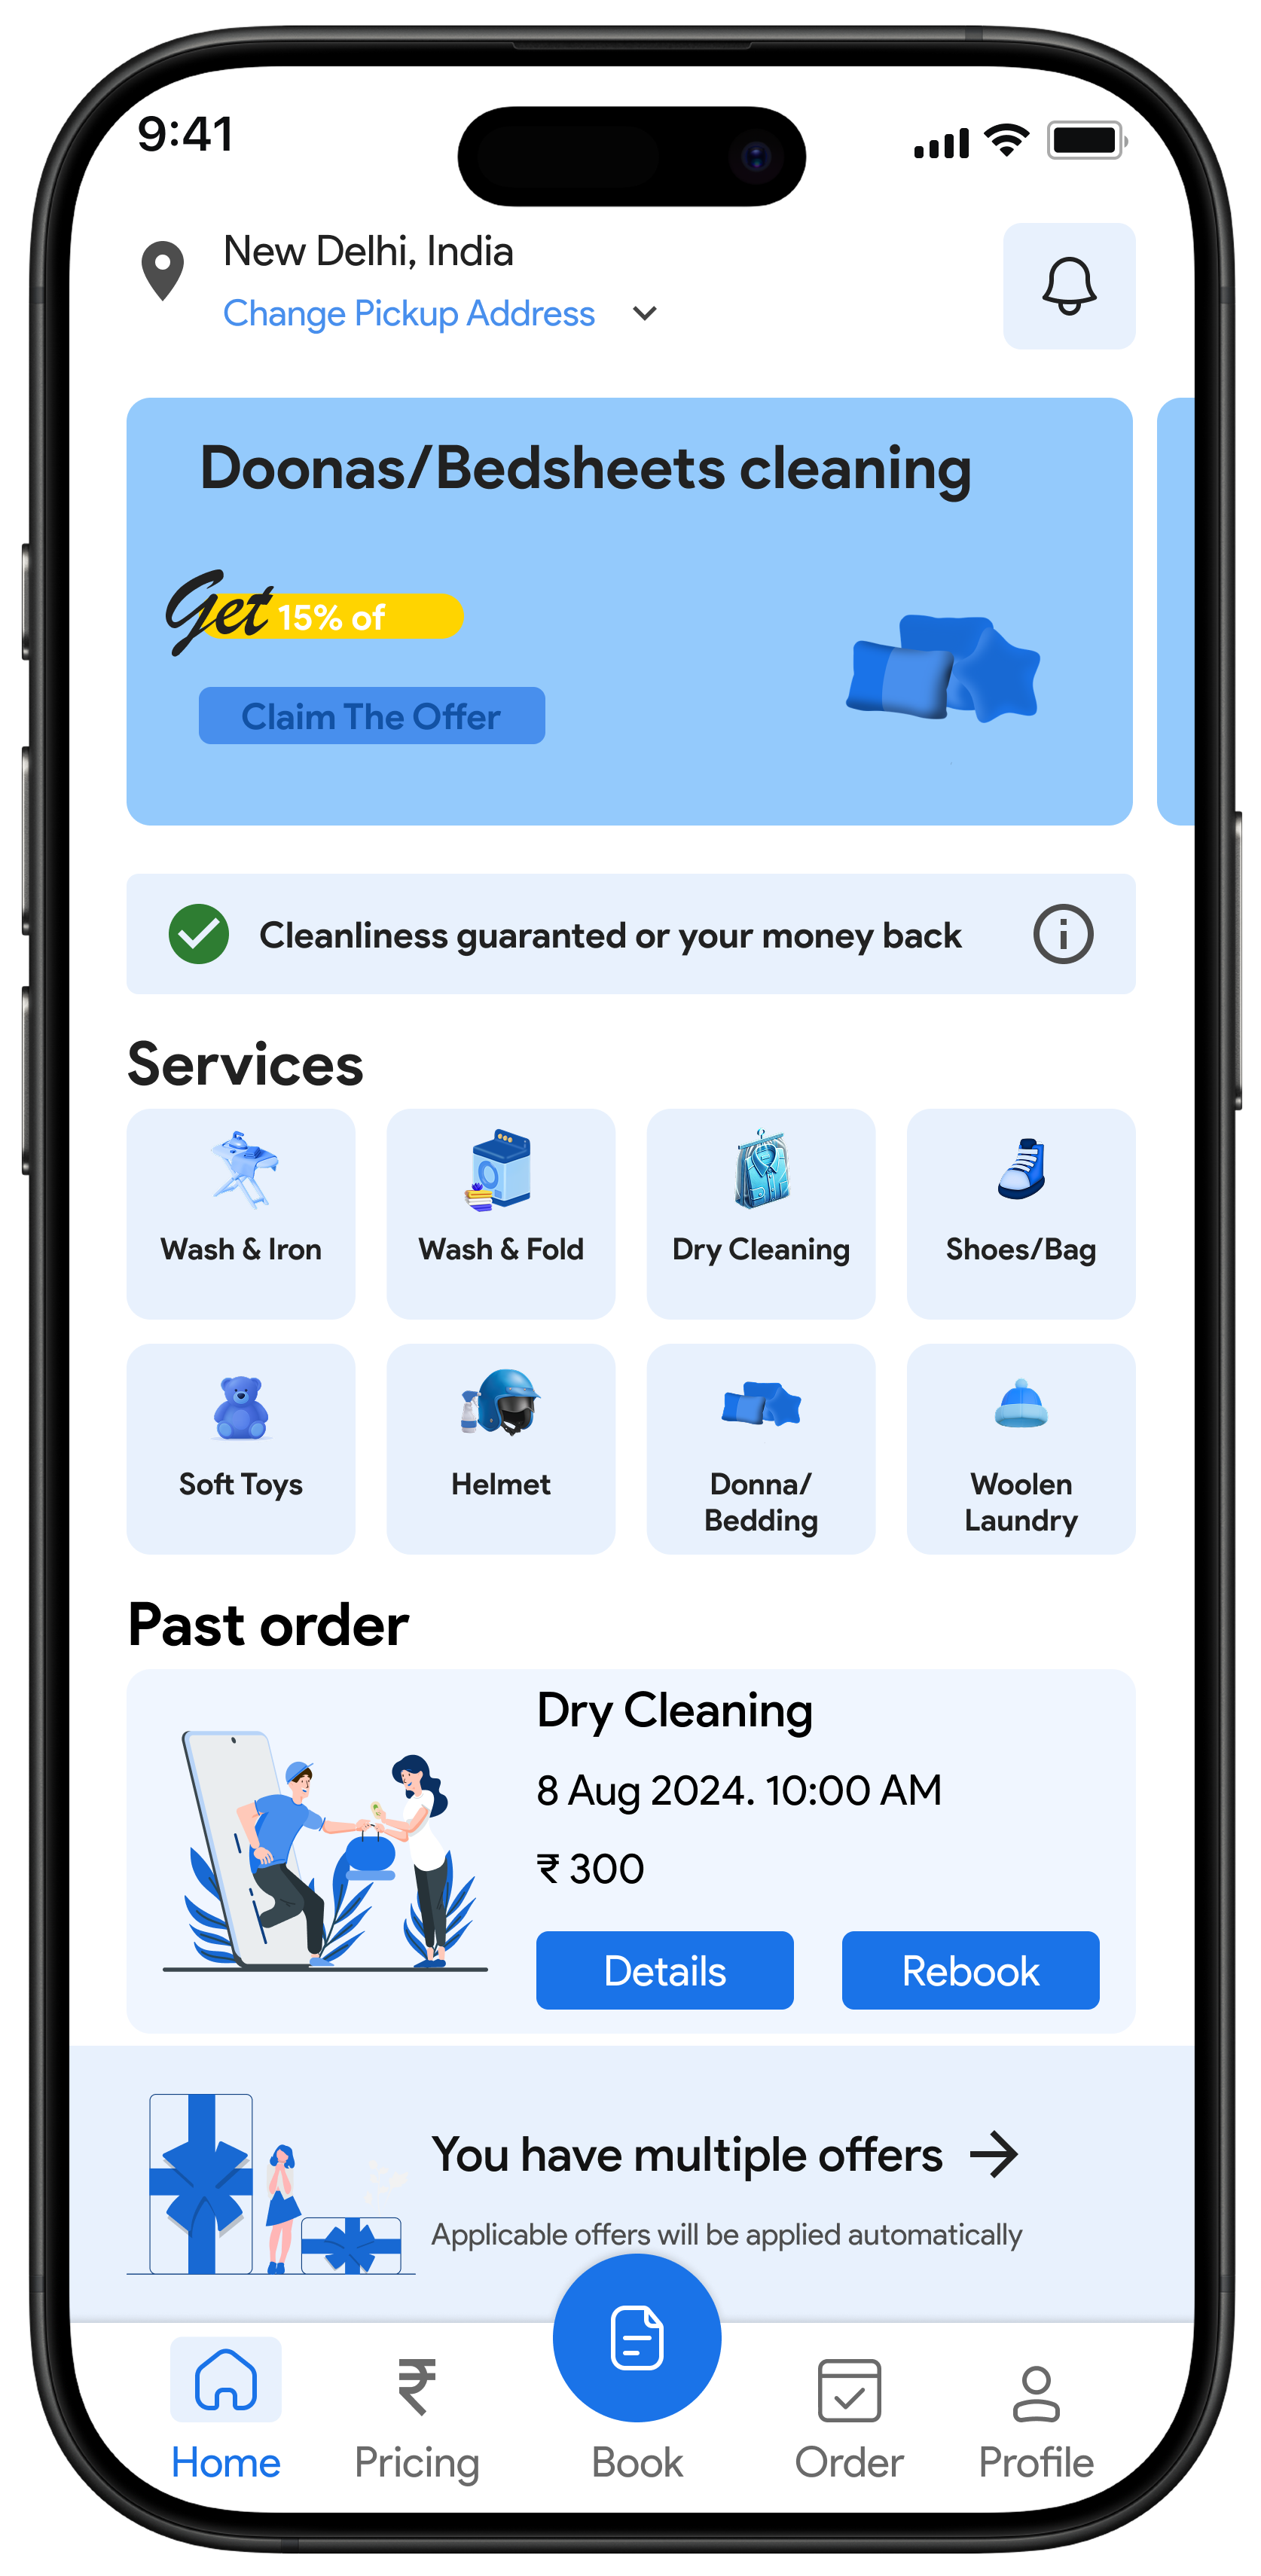 9:41
New Delhi, India
Change Pickup Address
Doonas/Bedsheets cleaning
Get 15% of
Claim The Offer
Cleanliness guaranted or your money back
Services
Wash & Iron
Wash & Fold
Dry Cleaning
Shoes/Bag
Soft Toys
Helmet
Donna/
Bedding
Woolen
Laundry
Past order
Dry Cleaning
8 Aug 2024. 10:00 AM
₹ 300
Details
Rebook
You have multiple offers
Applicable offers will be applied automatically
Home
₹
Pricing
Book
Order
Profile